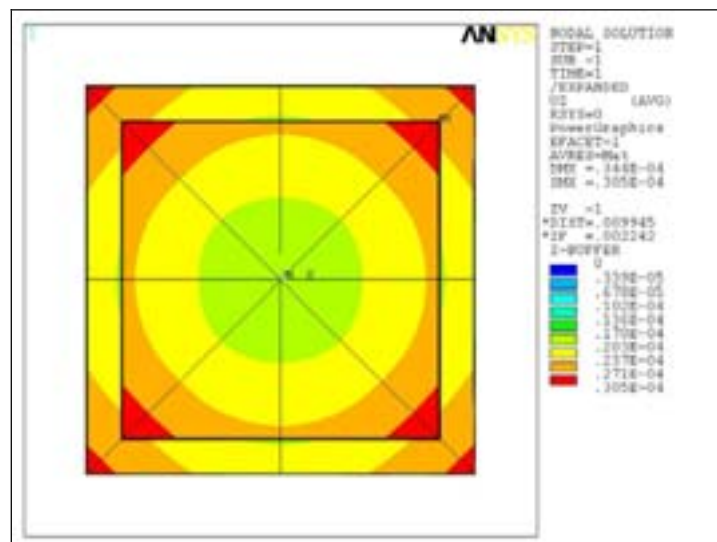 1
ANSYS
NODAL SOLUTION
STEP=1
SUB =1
TIME=1
/EXPANDED
UZ (AVG)
RSYS=0
PowerGraphics
EFACET=1
AVRES=Mat
DMX =.344E-04
SMX =.305E-04
ZV =1
*DIST=.009945
*ZF =.002242
Z-BUFFER
0
.339E-05
.678E-05
.102E-04
.136E-04
.170E-04
.203E-04
.237E-04
.271E-04
.305E-04